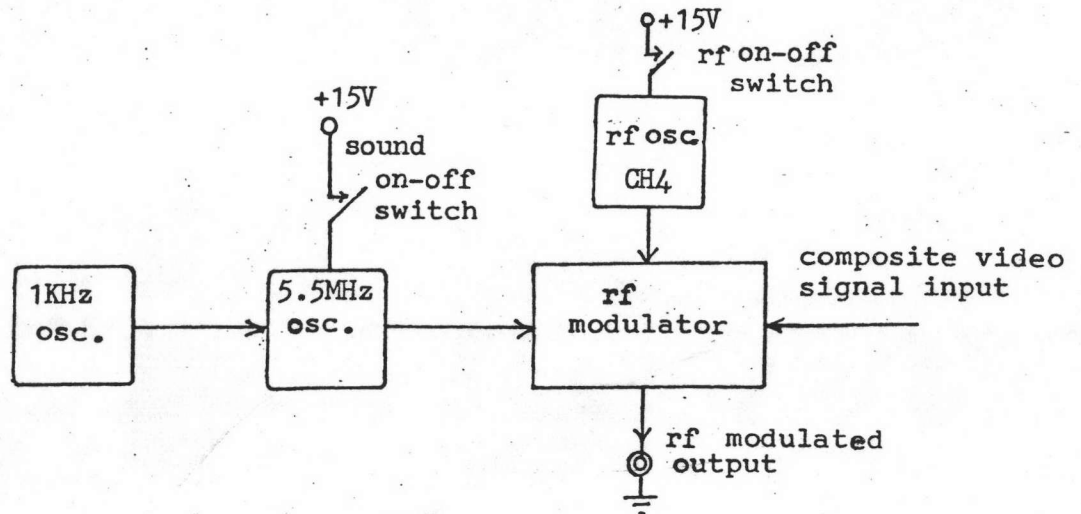 +15V
rf on-off
switch
+15V
sound
on-off
switch
rf osc.
CH4
1KHz
osc.
5.5MHz
osc.
rf
modulator
composite video
signal input
rf modulated
output